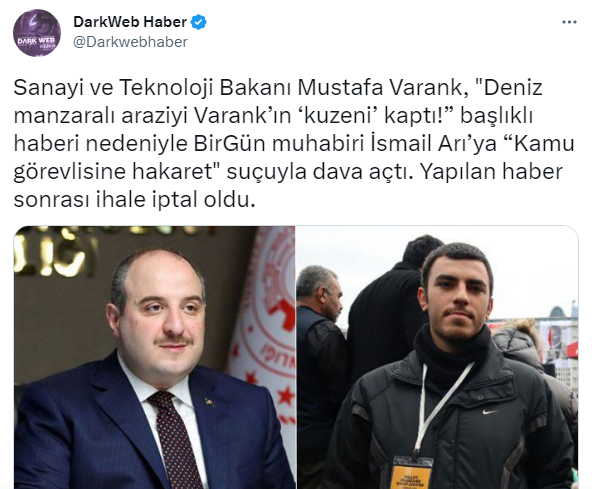 DarkWeb Haber
@Darkwebhaber
Sanayi ve Teknoloji Bakanı Mustafa Varank, "Deniz
manzaralı araziyi Varank’ın ‘kuzeni’ kaptı!” başlıklı
haberi nedeniyle BirGün muhabiri İsmail Arı’ya “Kamu
görevlisine hakaret" suçuyla dava açtı. Yapılan haber
sonrası ihale iptal oldu.